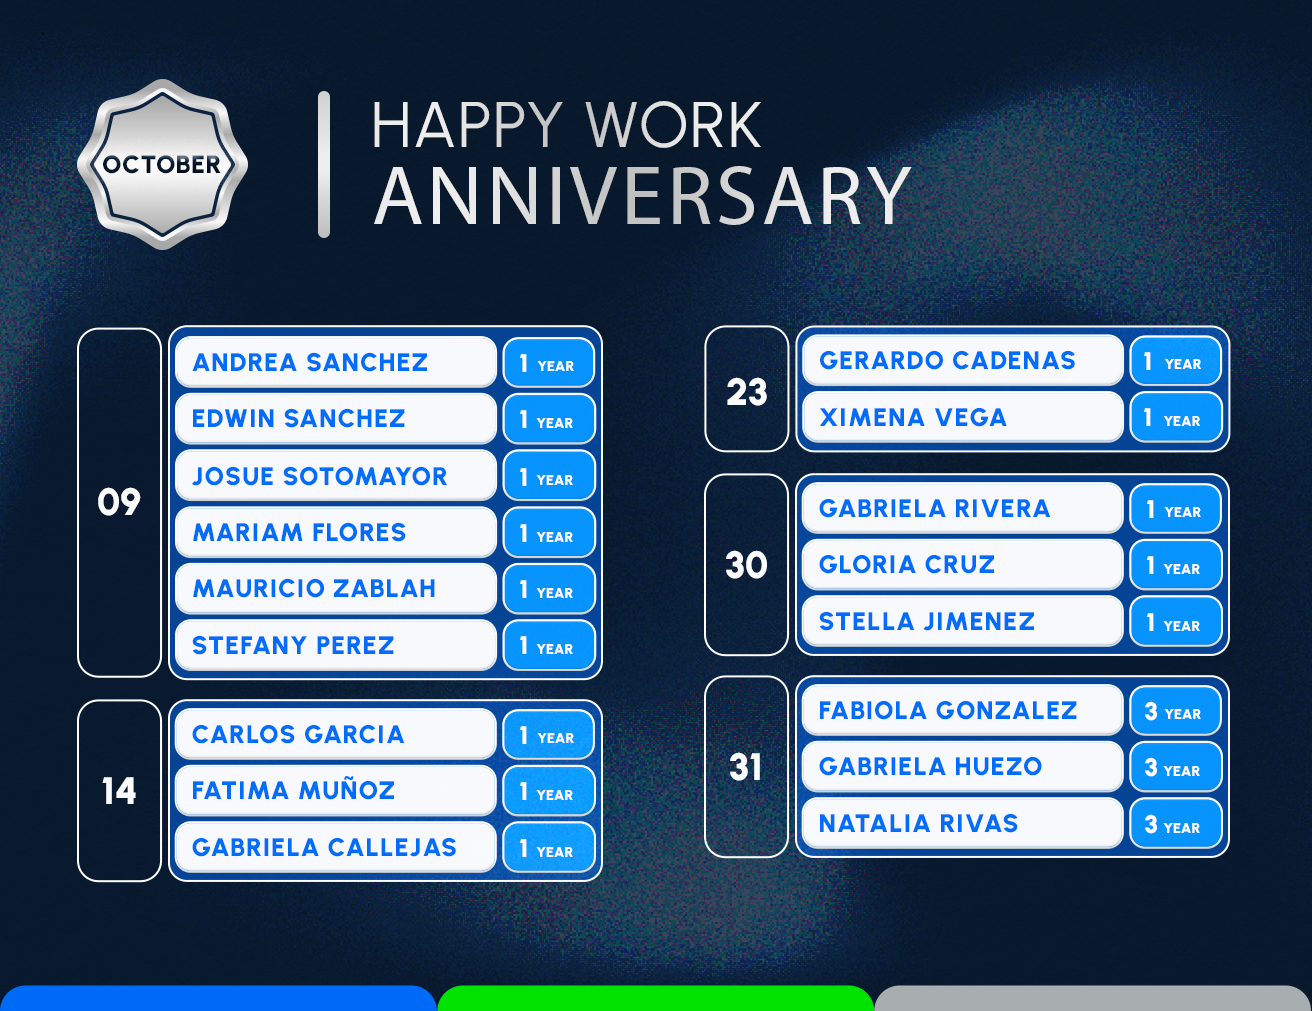 OCTOBER
HAPPY WORK
ANNIVERSARY
09
ANDREA SANCHEZ 1 YEAR
EDWIN SANCHEZ 1 YEAR
JOSUE SOTOMAYOR 1 YEAR
MARIAM FLORES 1 YEAR
MAURICIO ZABLAH 1 YEAR
STEFANY PEREZ 1 YEAR
14
CARLOS GARCIA 1 YEAR
FATIMA MUÑOZ 1 YEAR
GABRIELA CALLEJAS 1 YEAR
23
GERARDO CADENAS 1 YEAR
XIMENA VEGA 1 YEAR
30
GABRIELA RIVERA 1 YEAR
GLORIA CRUZ 1 YEAR
STELLA JIMENEZ 1 YEAR
31
FABIOLA GONZALEZ 3 YEAR
GABRIELA HUEZO 3 YEAR
NATALIA RIVAS 3 YEAR